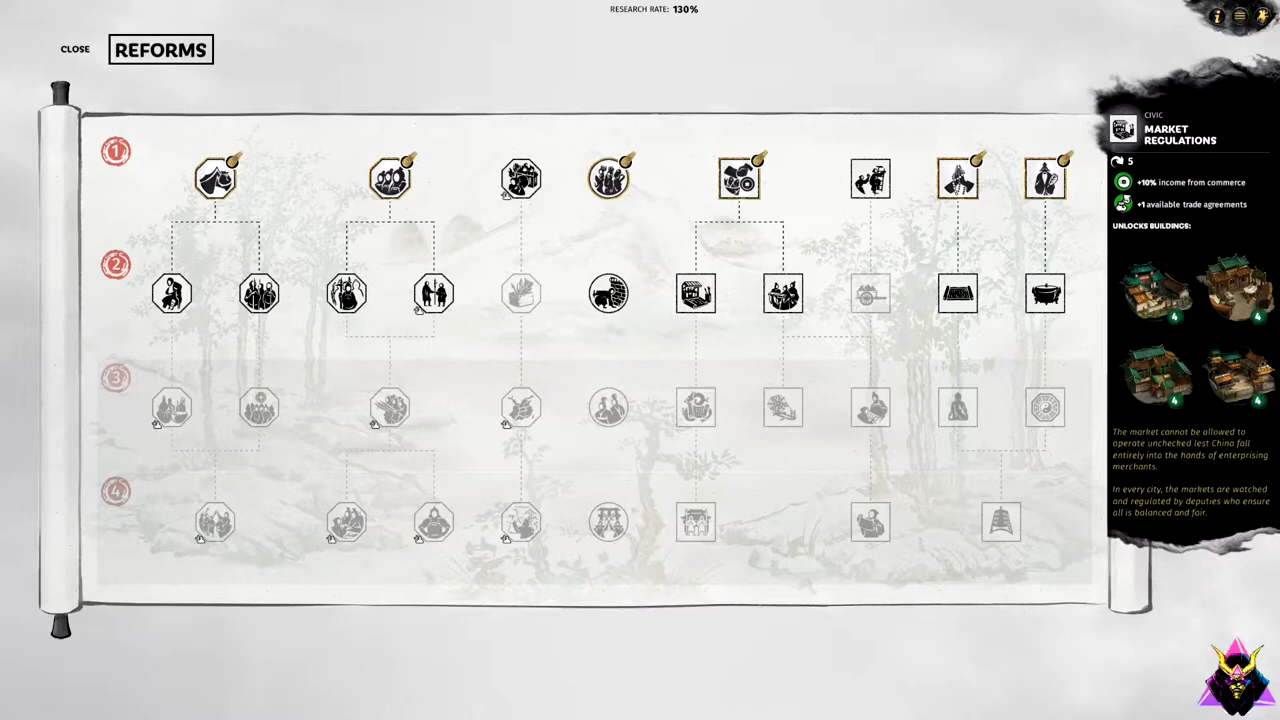 RESEARCH RATE: 130%
CLOSE
REFORMS
1
2
3
4
CIVIC
MARKET
REGULATIONS
5
+10% income from commerce
+1 available trade agreements
UNLOCKS BUILDINGS:
4
4
4
4
The market cannot be allowed to
operate unchecked lest China fall
entirely into the hands of enterprising
merchants.
In every city, the markets are watched
and regulated by deputies who ensure
all is balanced and fair.